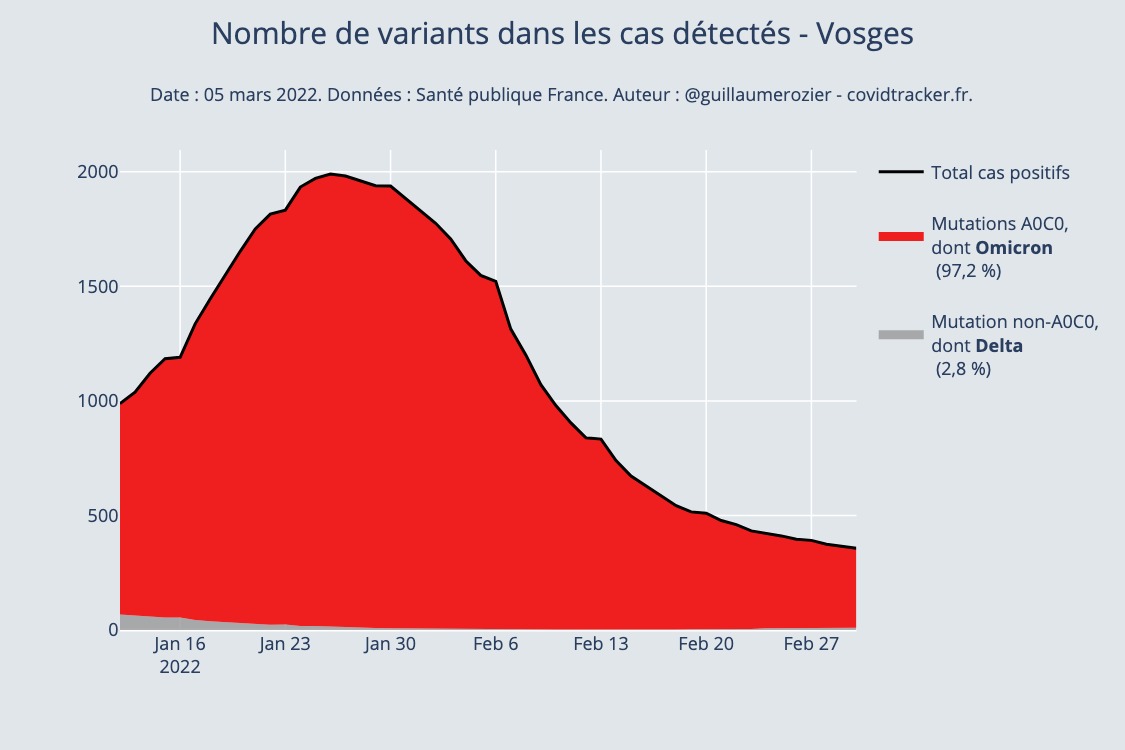 Nombre de variants dans les cas détectés - Vosges
Date : 05 mars 2022. Données : Santé publique France. Auteur : @guillaumerozier - covidtracker.fr.
2000
1500
1000
500
0
Jan 16
2022
Jan 23
Jan 30
Feb 6
Feb 13
Feb 20
Feb 27
Total cas positifs
Mutations A0C0,
dont Omicron
(97,2 %)
Mutation non-A0C0,
dont Delta
(2,8 %)